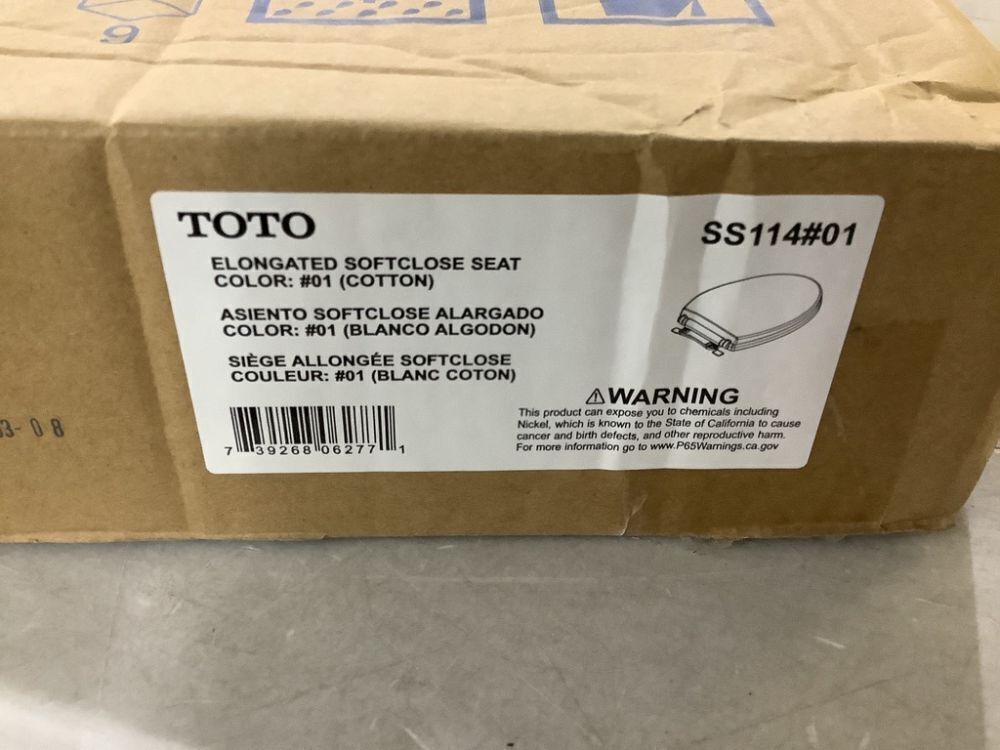 TOTO
SS114#01
ELONGATED SOFTCLOSE SEAT
COLOR: #01 (COTTON)
ASIENTO SOFTCLOSE ALARGADO
COLOR: #01 (BLANCO ALGODON)
SIÈGE ALLONGÉE SOFTCLOSE
COULEUR: #01 (BLANC COTON)
7 39268 06277 1
⚠WARNING
This product can expose you to chemicals including
Nickel, which is known to the State of California to cause
cancer and birth defects, and other reproductive harm.
For more information go to www.P65Warnings.ca.gov
3-08